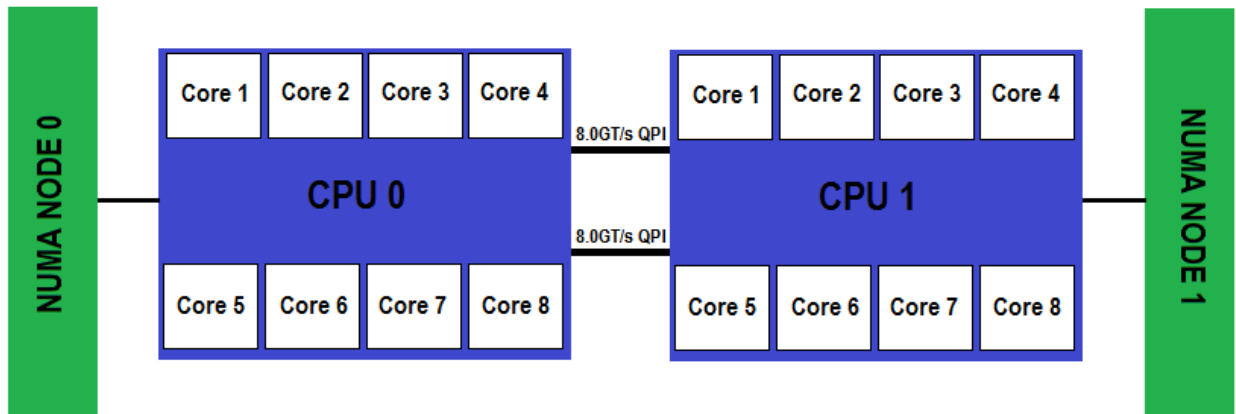 NUMA NODE 0
Core 1
Core 2
Core 3
Core 4
CPU 0
Core 5
Core 6
Core 7
Core 8
8.0GT/s QPI
8.0GT/s QPI
Core 1
Core 2
Core 3
Core 4
CPU 1
Core 5
Core 6
Core 7
Core 8
NUMA NODE 1